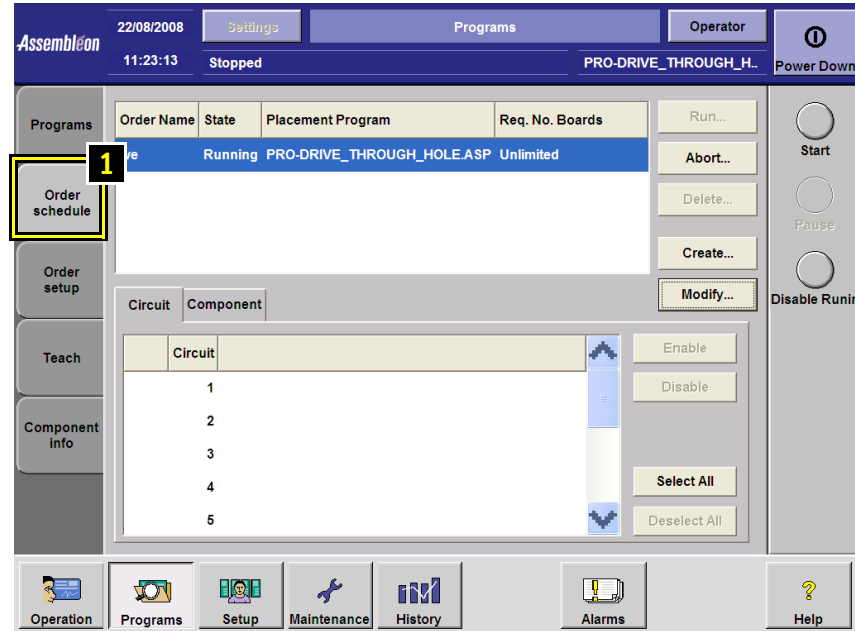 Assembléon
22/08/2008
Settings
Programs
Operator
11:23:13
Stopped
PRO-DRIVE_THROUGH_H..
Power Down
Programs
Order
schedule
1
Order
setup
Teach
Component
info
Order Name State Placement Program Req. No. Boards
Running PRO-DRIVE_THROUGH_HOLE.ASP Unlimited
Run...
Abort...
Delete...
Create...
Modify...
Start
Pause
Disable Runin
Circuit Component
Circuit
1
2
3
4
5
Enable
Disable
Select All
Deselect All
Operation
Programs
Setup
Maintenance
History
Alarms
Help